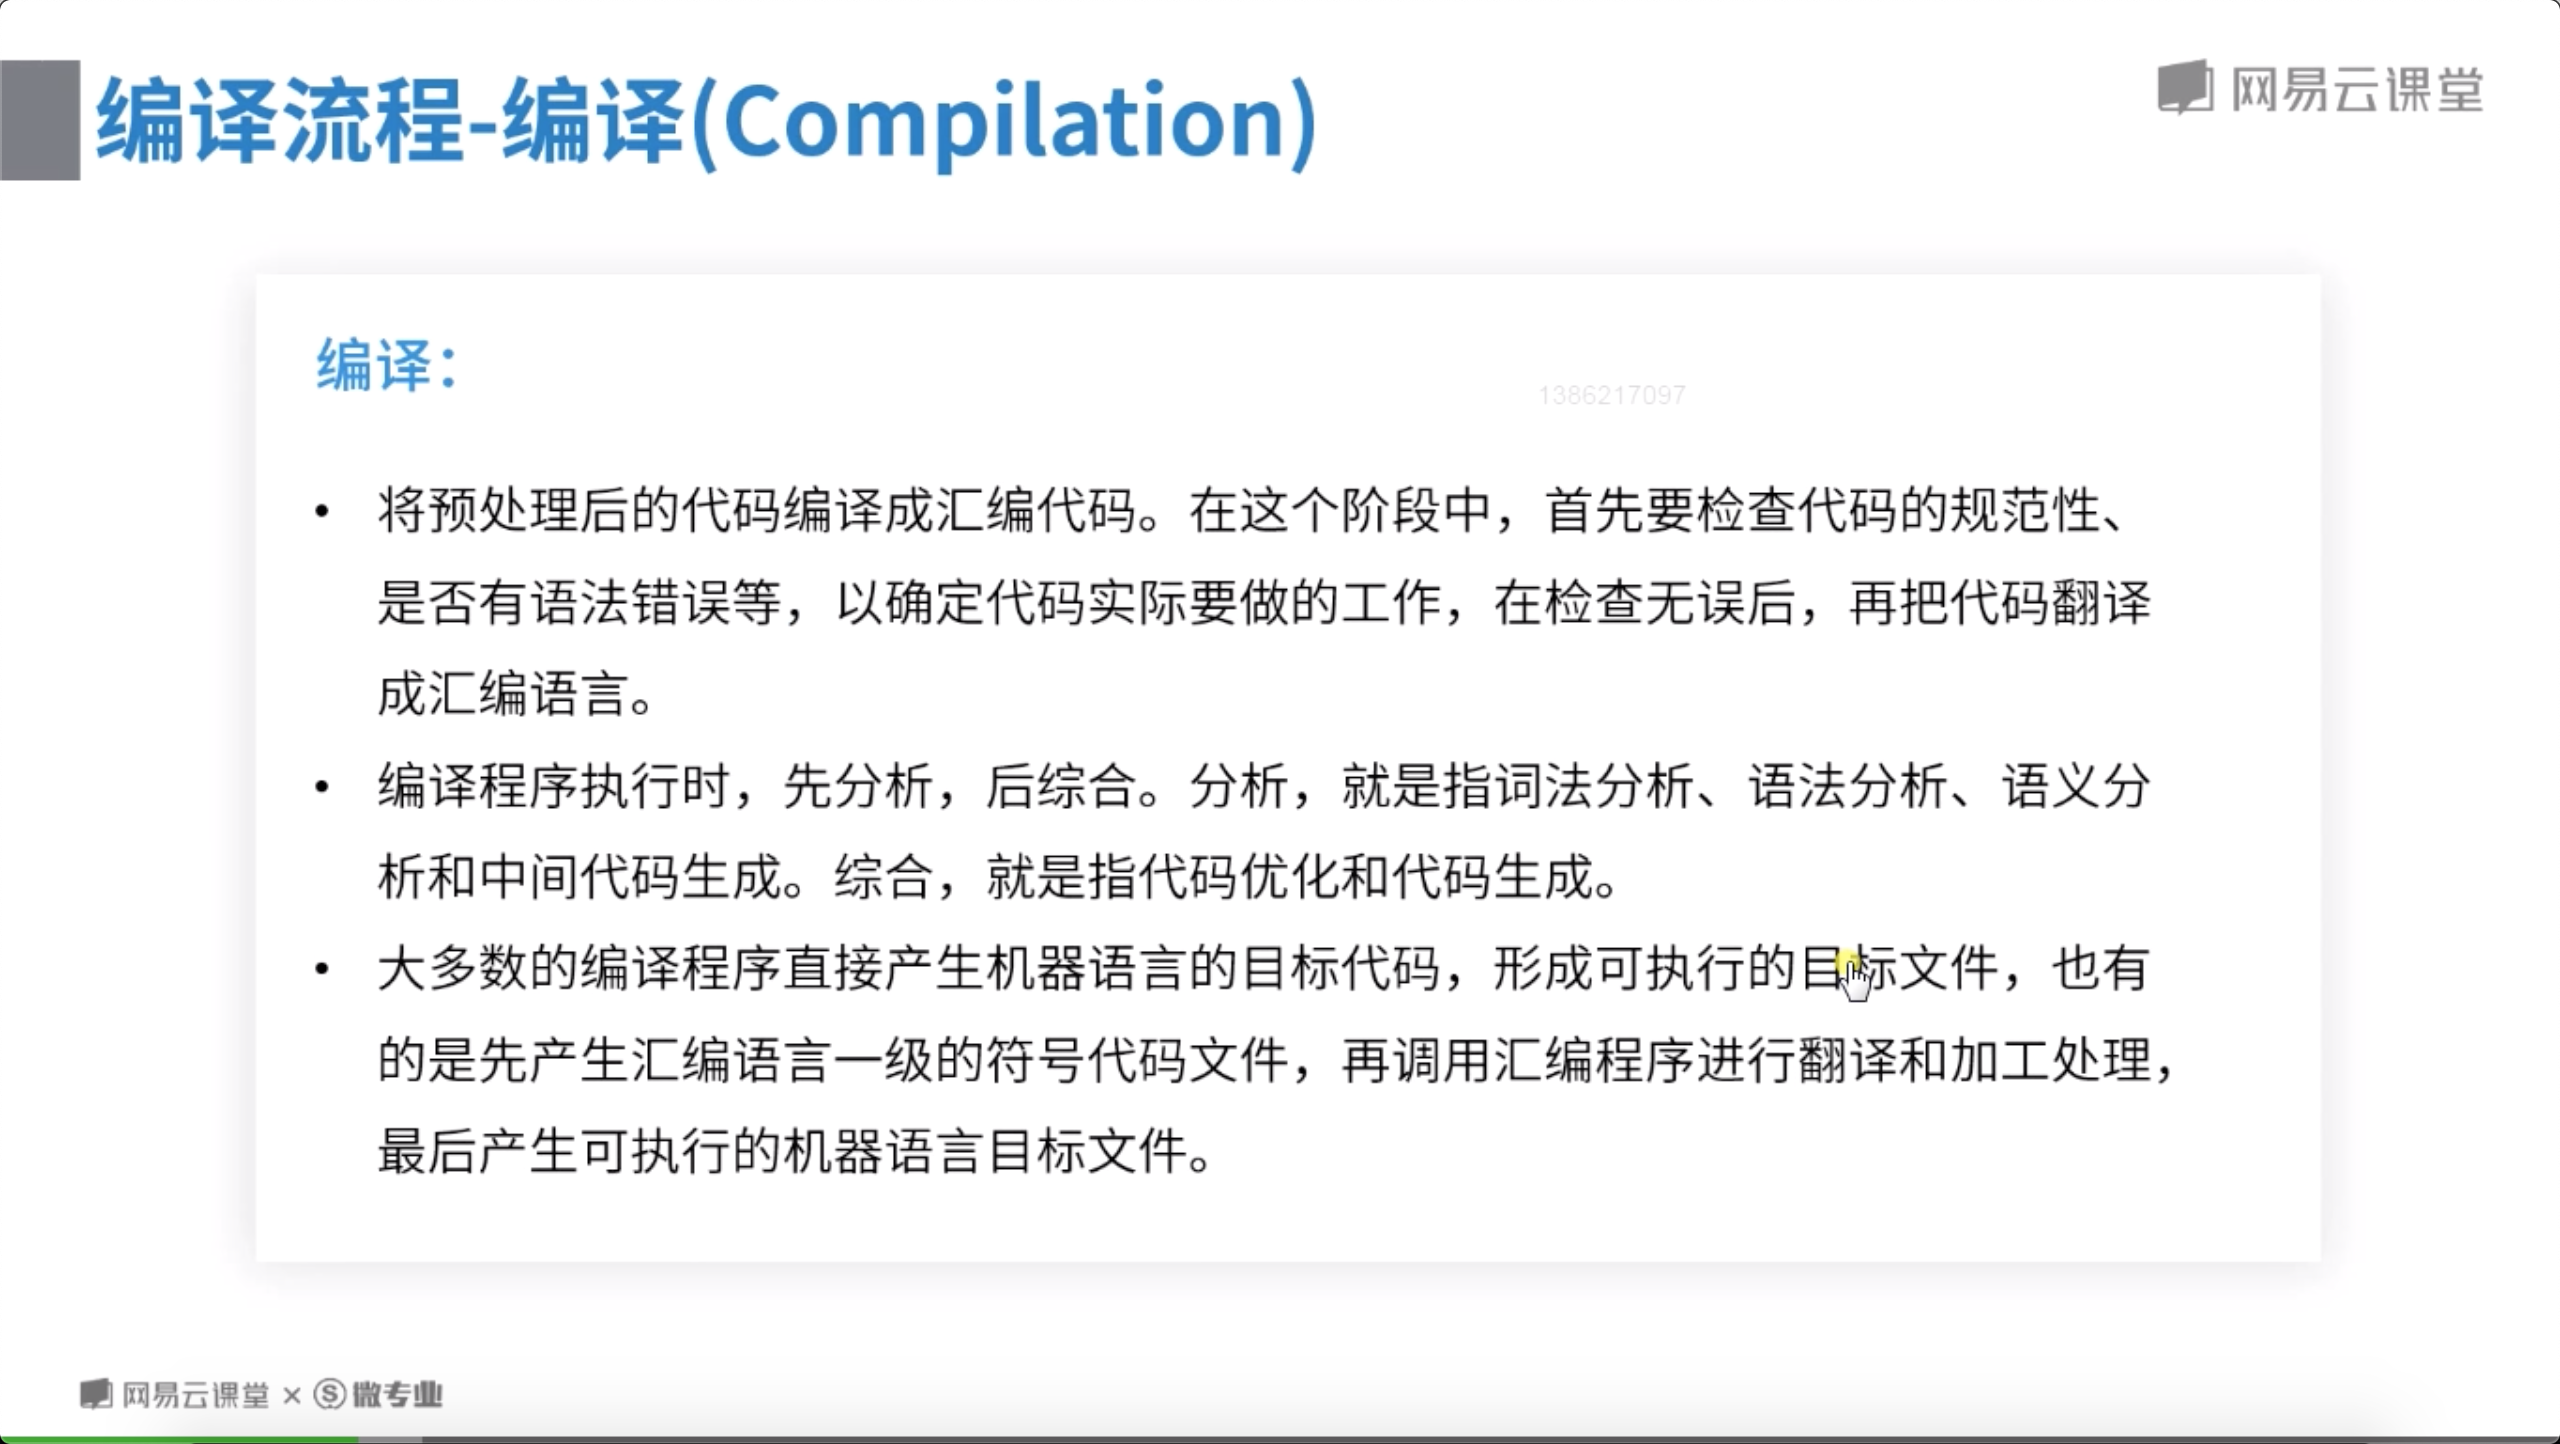 编译流程-编译(Compilation)
网易云课堂
编译：
1386217097
将预处理后的代码编译成汇编代码。在这个阶段中，首先要检查代码的规范性、
是否有语法错误等，以确定代码实际要做的工作，在检查无误后，再把代码翻译
成汇编语言。
编译程序执行时，先分析，后综合。分析，就是指词法分析、语法分析、语义分
析和中间代码生成。综合，就是指代码优化和代码生成。
大多数的编译程序直接产生机器语言的目标代码，形成可执行的目标文件，也有
的是先产生汇编语言一级的符号代码文件，再调用汇编程序进行翻译和加工处理，
最后产生可执行的机器语言目标文件。
网易云课堂 × Ⓢ微专业